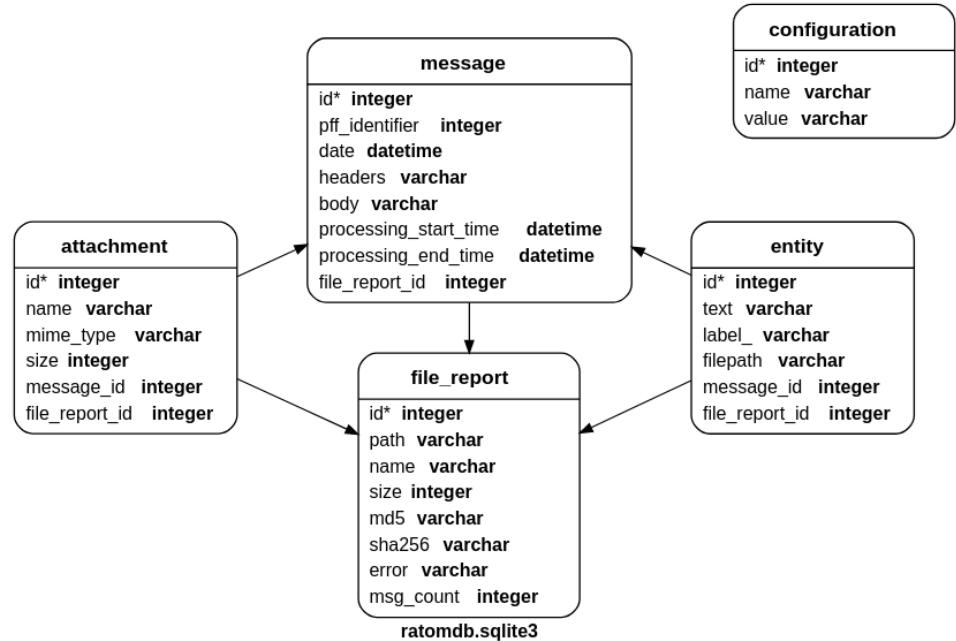 configuration
id* integer
name varchar
value varchar
message
id* integer
pff_identifier integer
date datetime
headers varchar
body varchar
processing_start_time datetime
processing_end_time datetime
file_report_id integer
attachment
id* integer
name varchar
mime_type varchar
size integer
message_id integer
file_report_id integer
entity
id* integer
text varchar
label_ varchar
filepath varchar
message_id integer
file_report_id integer
file_report
id* integer
path varchar
name varchar
size integer
md5 varchar
sha256 varchar
error varchar
msg_count integer
ratomdb.sqlite3